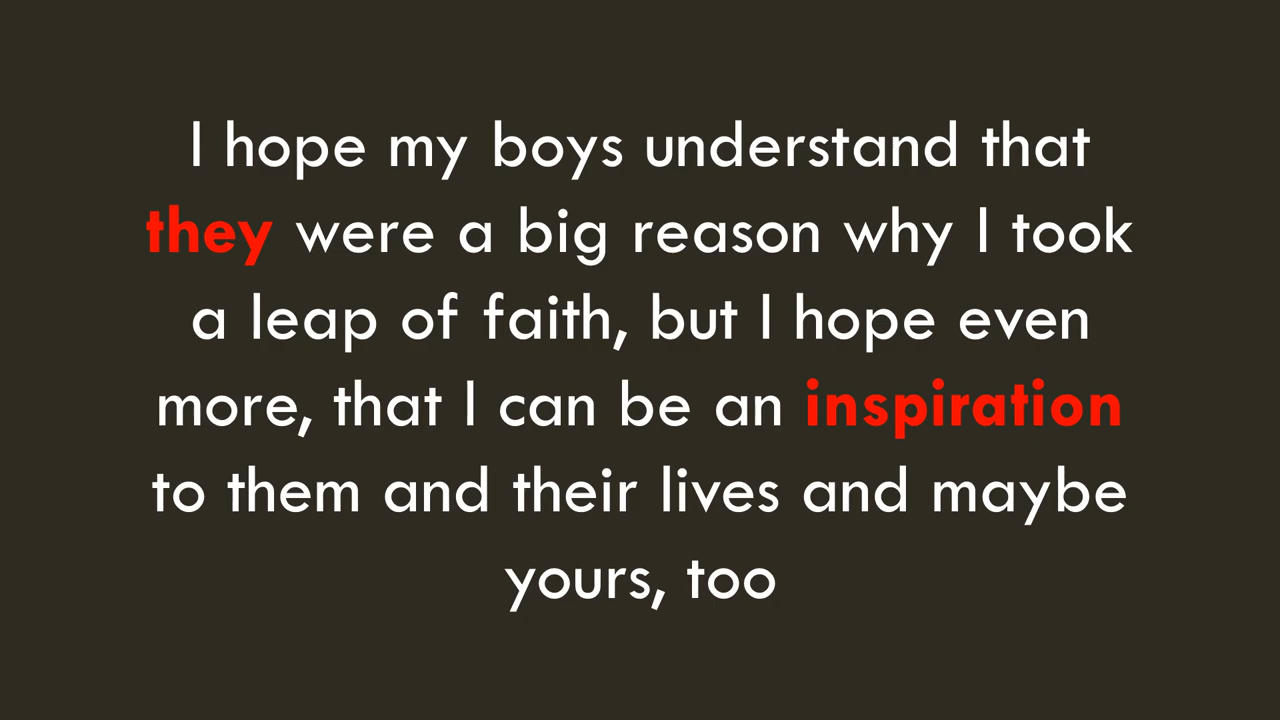 I hope my boys understand that
they were a big reason why I took
a leap of faith, but I hope even
more, that I can be an inspiration
to them and their lives and maybe
yours, too